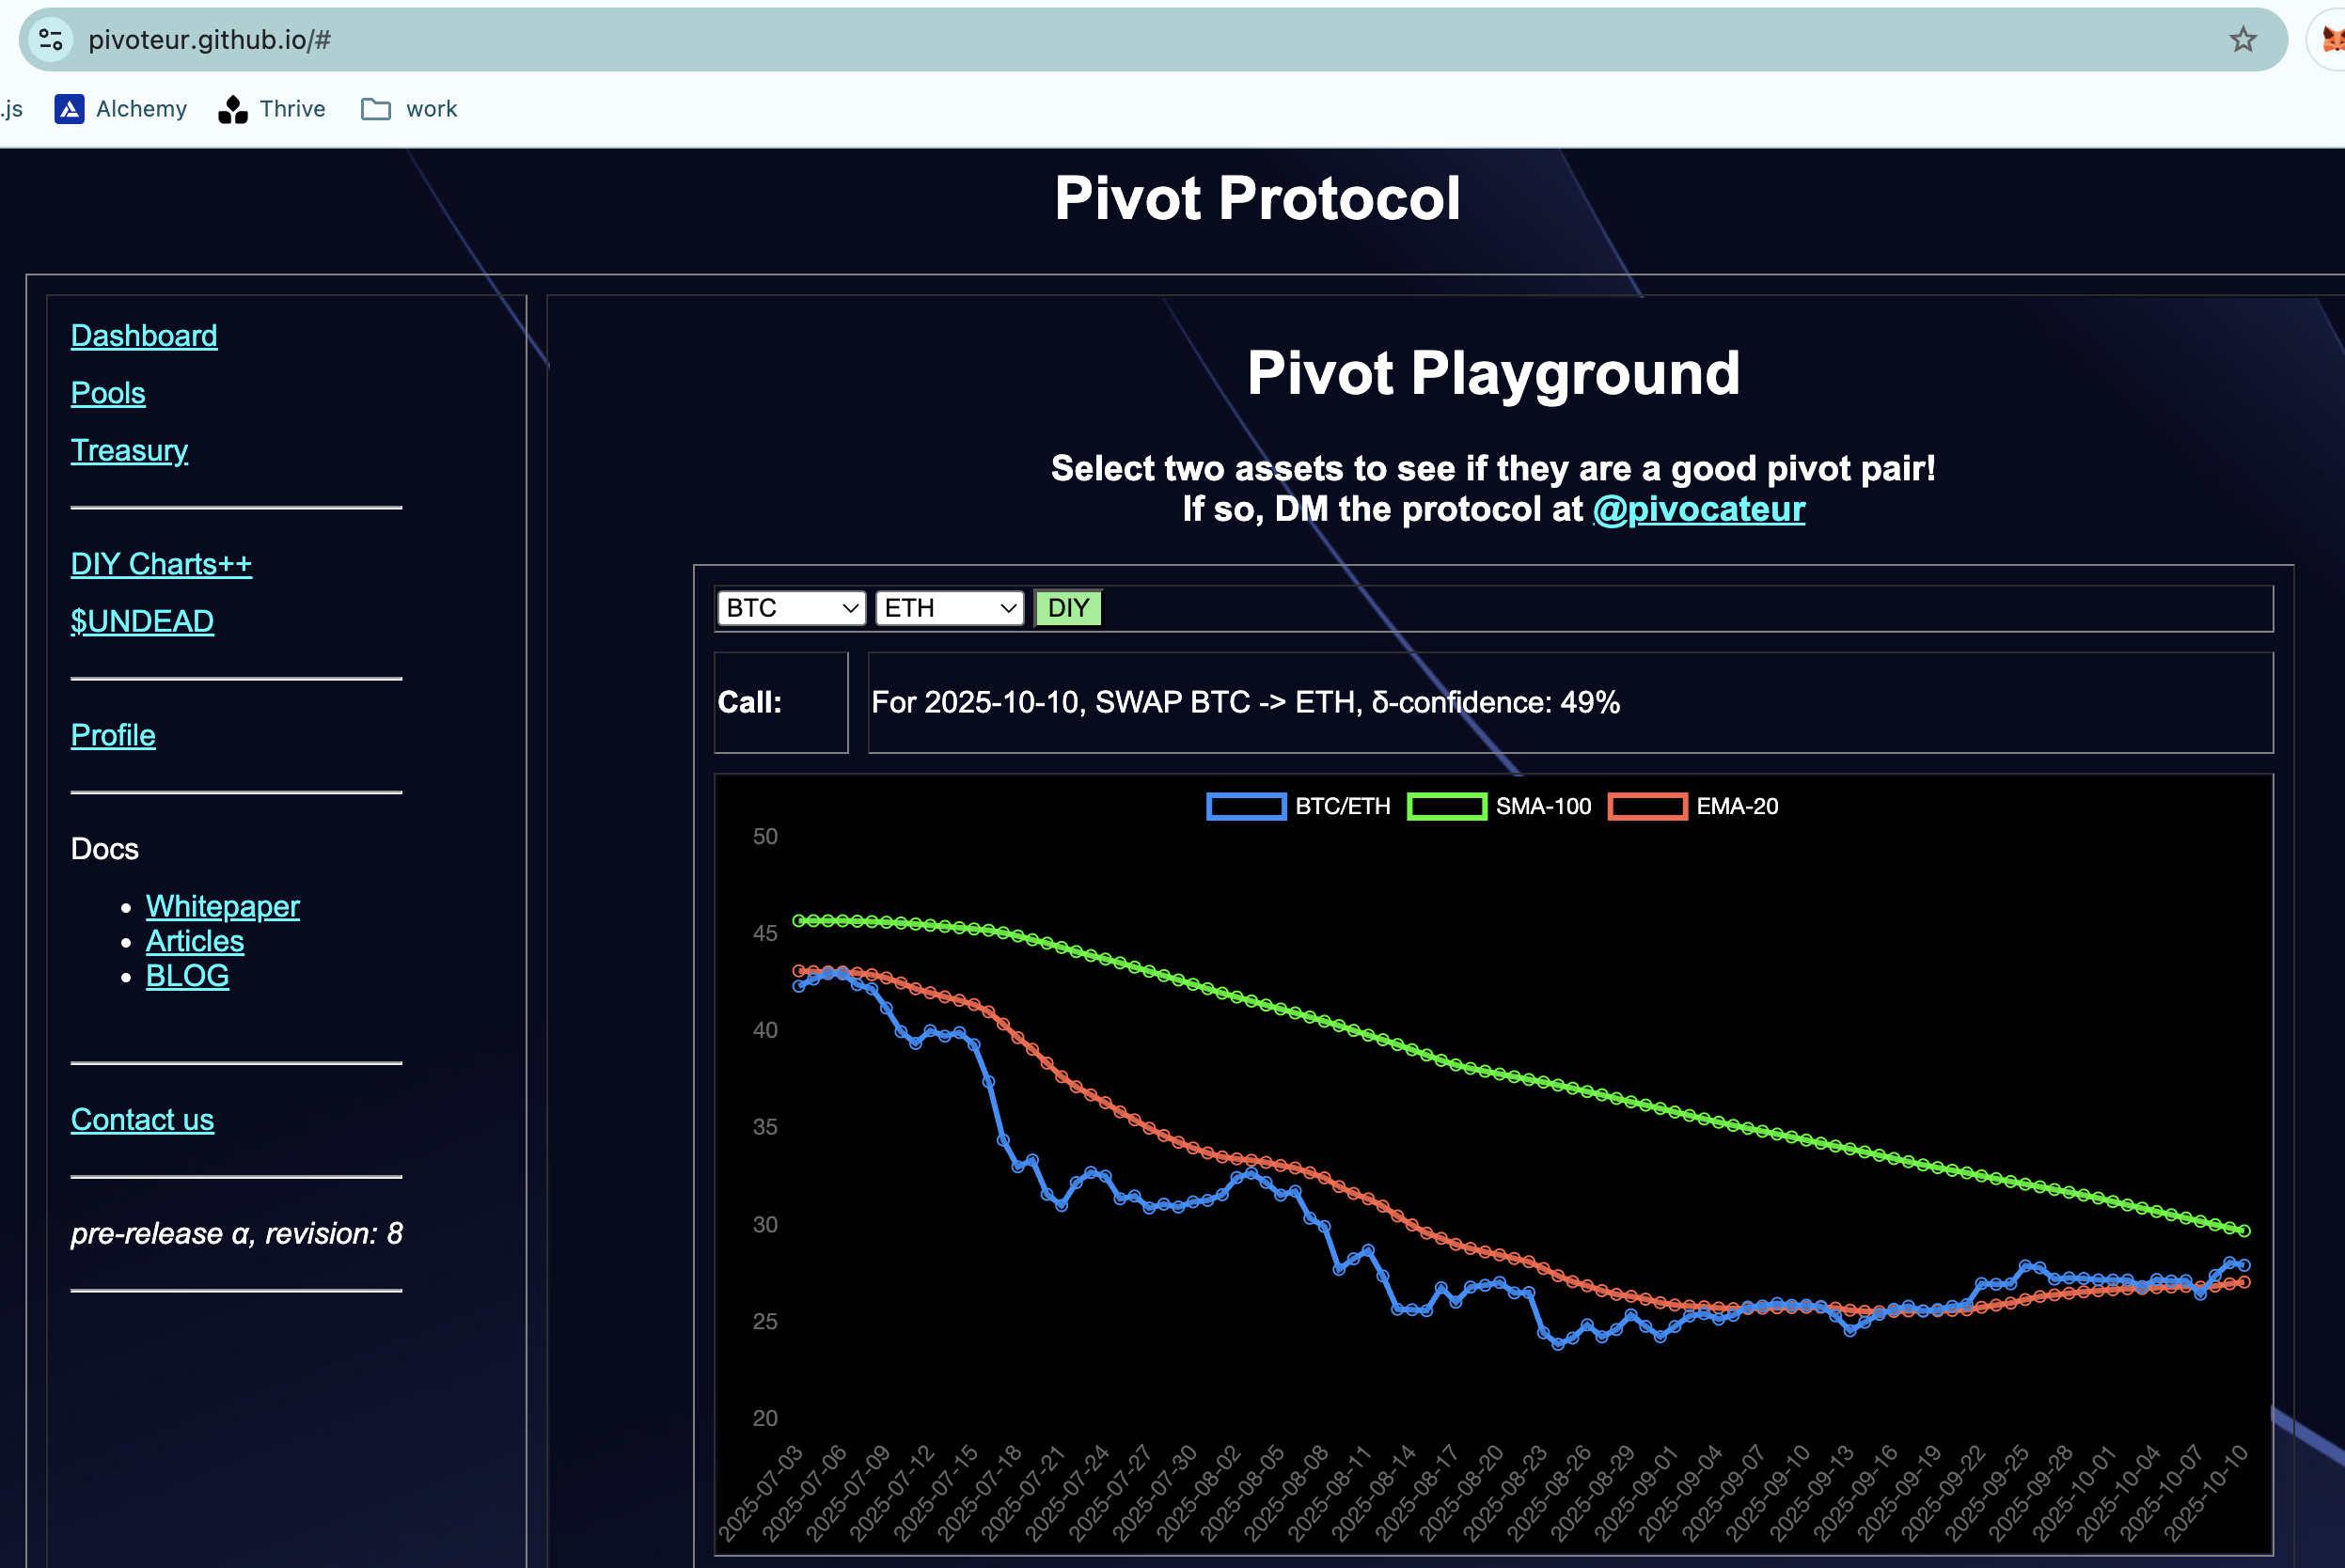 pivoteur.github.io/#
.js
Alchemy
Thrive
work
Pivot Protocol
Dashboard
Pools
Treasury
DIY Charts++
$UNDEAD
Profile
Docs
Whitepaper
Articles
BLOG
Contact us
pre-release α, revision: 8
Pivot Playground
Select two assets to see if they are a good pivot pair!
If so, DM the protocol at @pivocateur
BTC ETH DIY
Call: For 2025-10-10, SWAP BTC -> ETH, δ-confidence: 49%
BTC/ETH SMA-100 EMA-20
50
45
40
35
30
25
20
2025-07-03
2025-07-06
2025-07-09
2025-07-12
2025-07-15
2025-07-18
2025-07-21
2025-07-24
2025-07-27
2025-07-30
2025-08-02
2025-08-05
2025-08-08
2025-08-11
2025-08-14
2025-08-17
2025-08-20
2025-08-23
2025-08-26
2025-08-29
2025-09-01
2025-09-04
2025-09-07
2025-09-10
2025-09-13
2025-09-16
2025-09-19
2025-09-22
2025-09-25
2025-09-28
2025-10-01
2025-10-04
2025-10-07
2025-10-10